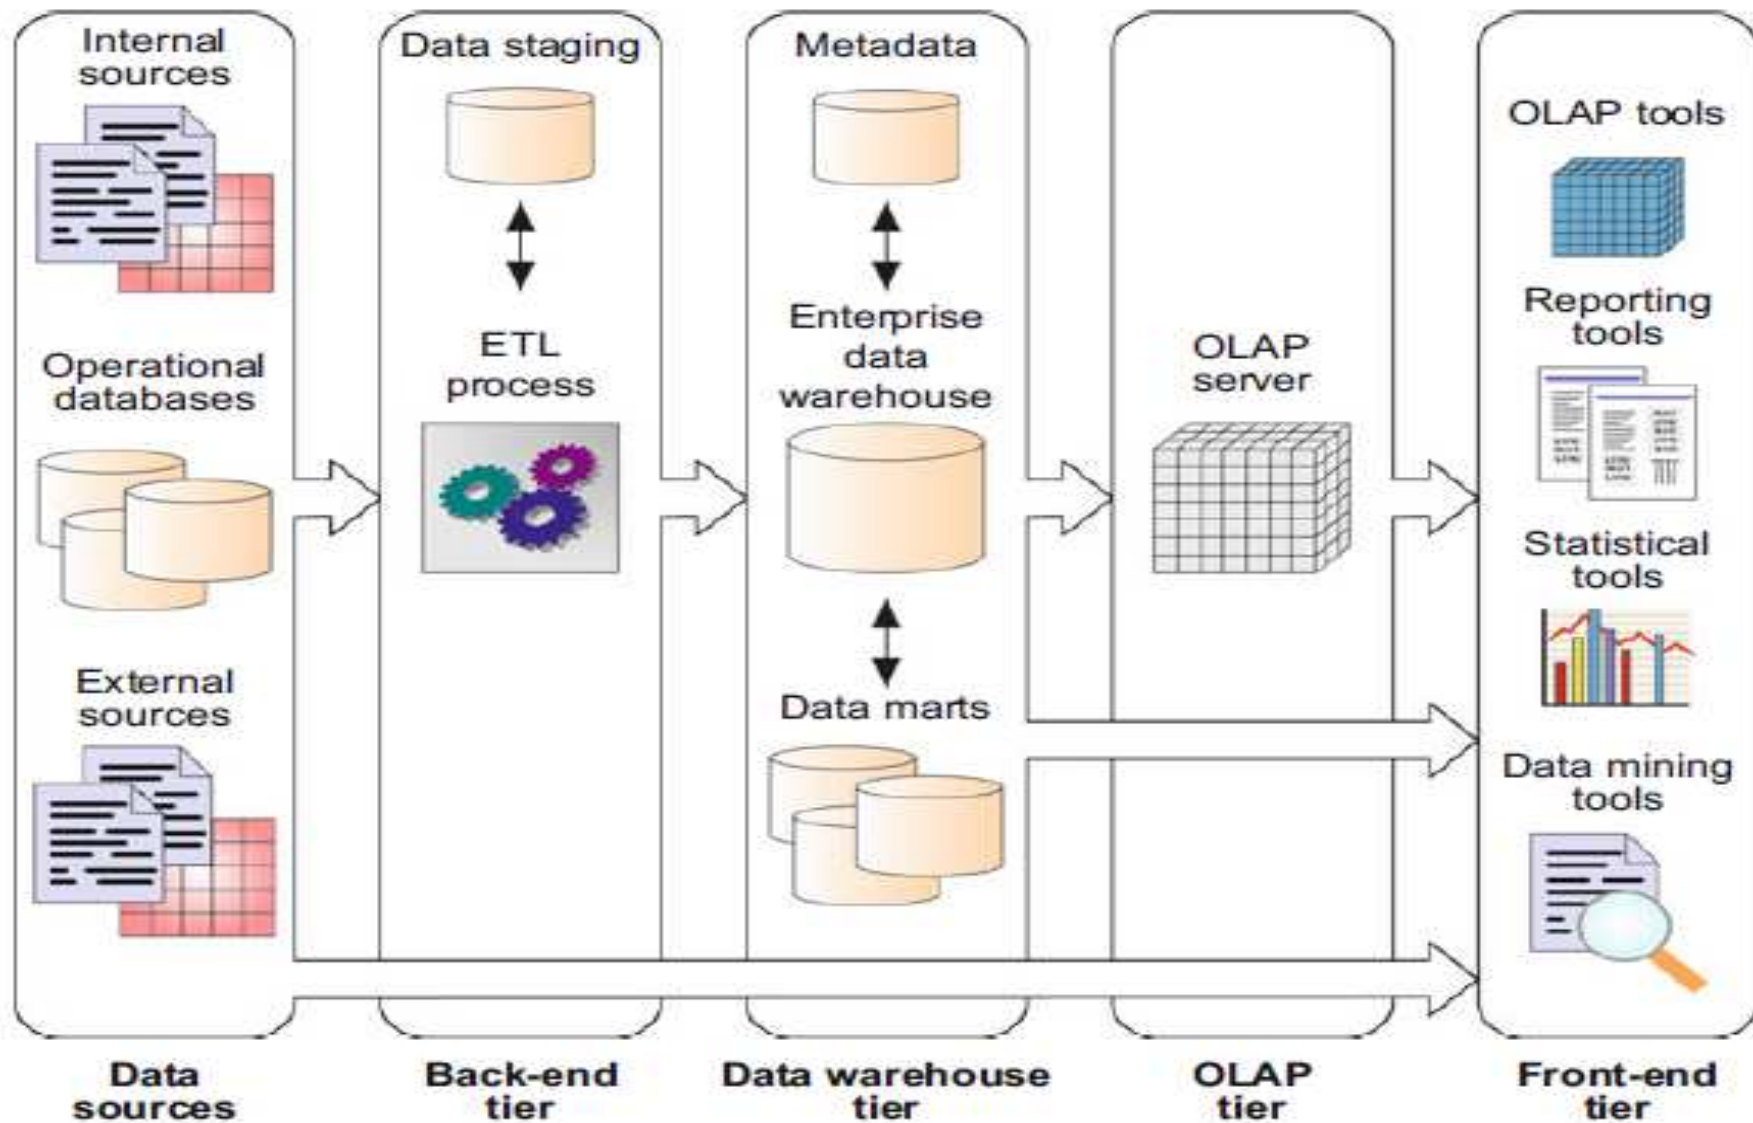 Internal
sources
Operational
databases
External
sources
Data
sources
Data staging
ETL
process
Back-end
tier
Metadata
Enterprise
data
warehouse
Data marts
Data warehouse
tier
OLAP
server
OLAP
tier
OLAP tools
Reporting
tools
Statistical
tools
Data mining
tools
Front-end
tier